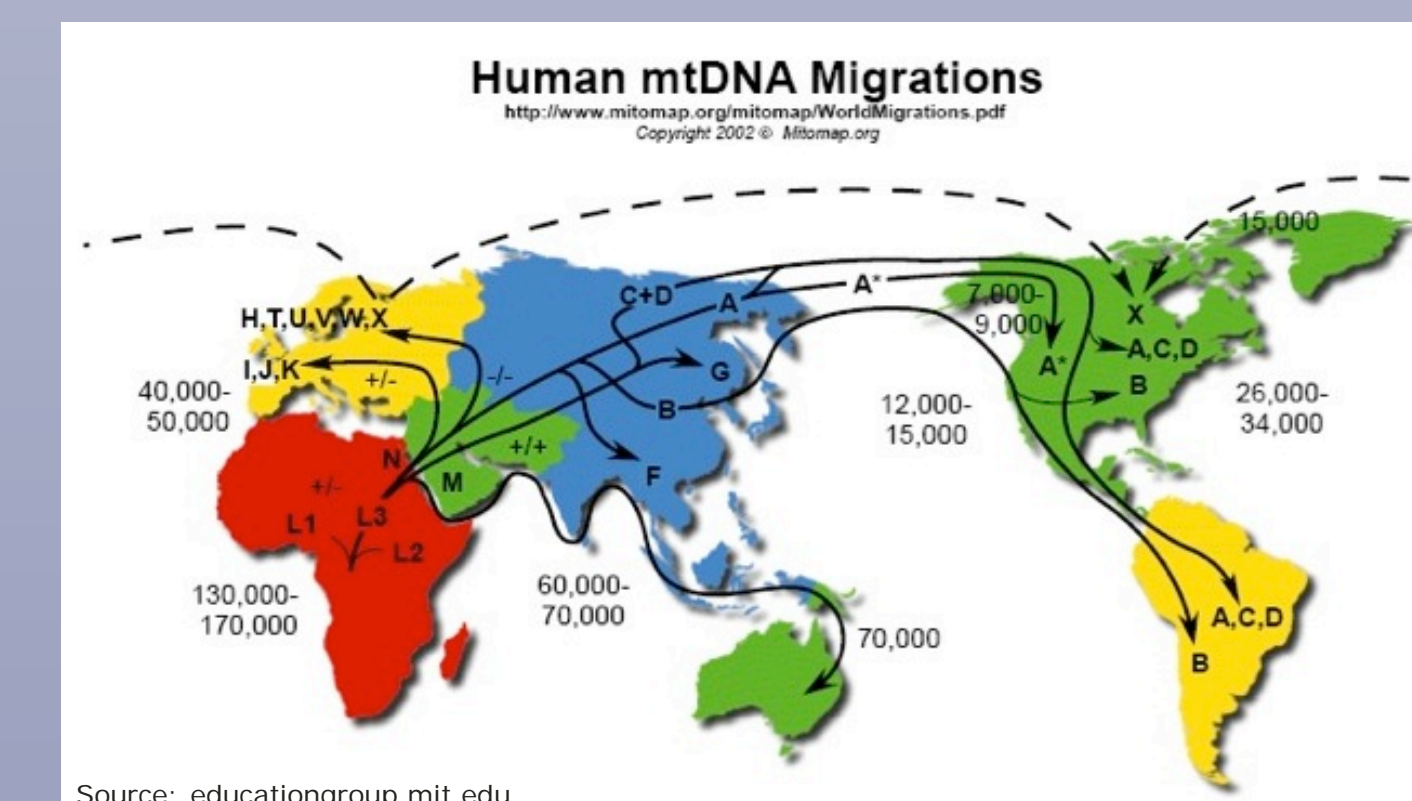 Human mtDNA Migrations
http://www.mitomap.org/mitomap/WorldMigrations.pdf
Copyright 2002 © Mitomap.org
15,000
C+D
A
A*
7,000-
9,000
X
H,T,U,V,W,X
A,C,D
A*
I,J,K
+/-
-/-
G
B
B
40,000-
50,000
12,000-
15,000
26,000-
34,000
N
+/+
M
F
+/-
L1
L3
L2
130,000-
170,000
60,000-
70,000
70,000
A,C,D
B
Source: educationgroup.mit.edu